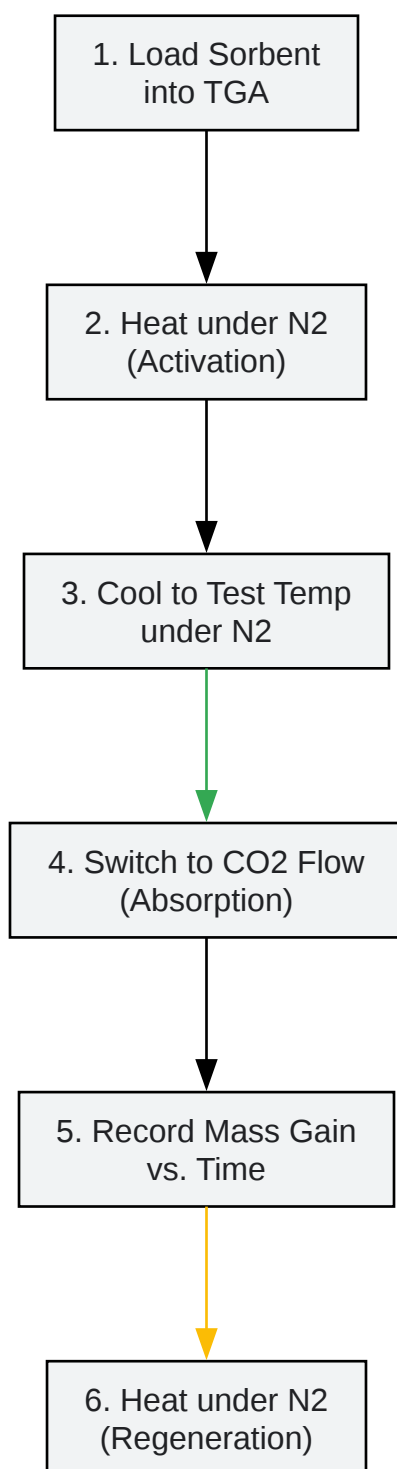 1. Load Sorbent
into TGA
2. Heat under N2
(Activation)
3. Cool to Test Temp
under N2
4. Switch to CO2 Flow
(Absorption)
5. Record Mass Gain
vs. Time
6. Heat under N2
(Regeneration)